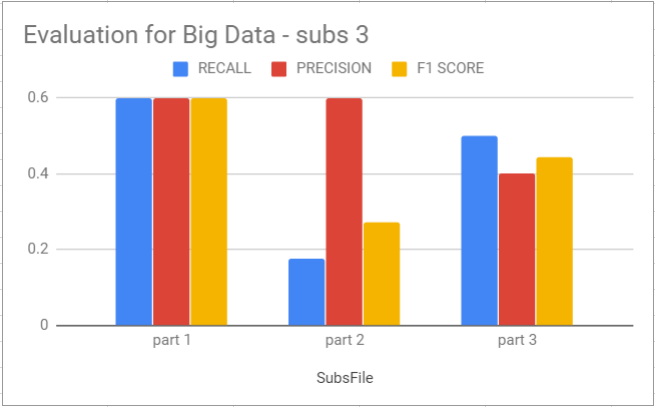 Evaluation for Big Data - subs 3
RECALL PRECISION F1 SCORE
0.6
0.4
0.2
0
part 1 part 2 part 3
SubsFile